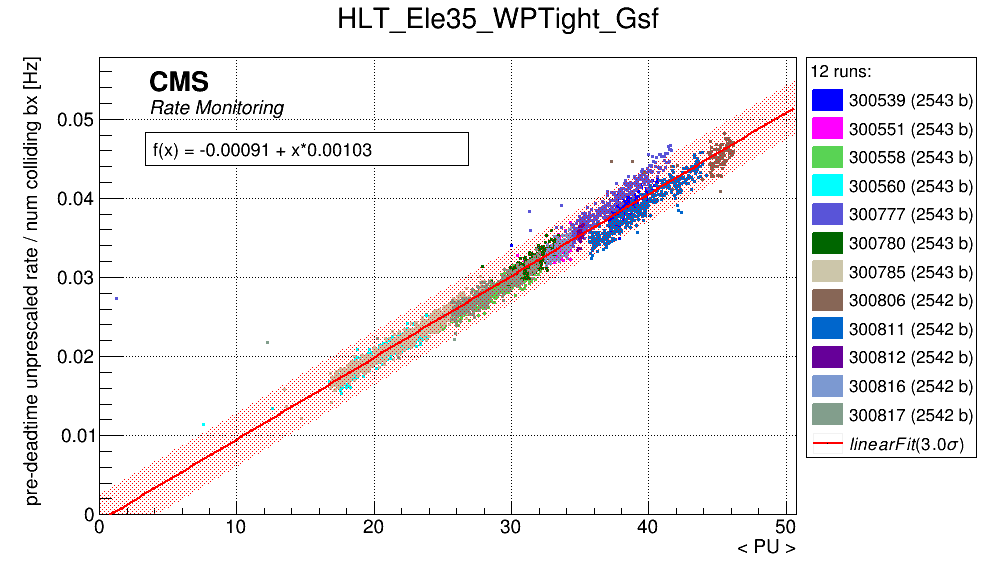 HLT_Ele35_WPTight_Gsf
pre-deadtime unprescaled rate / num colliding bx [Hz]
CMS
Rate Monitoring
f(x) = -0.00091 + x*0.00103
0.05
0.04
0.03
0.02
0.01
0
0 10 20 30 40 50
< PU >
12 runs:
300539 (2543 b)
300551 (2543 b)
300558 (2543 b)
300560 (2543 b)
300777 (2543 b)
300780 (2543 b)
300785 (2543 b)
300806 (2542 b)
300811 (2542 b)
300812 (2542 b)
300816 (2542 b)
300817 (2542 b)
linearFit(3.0σ)